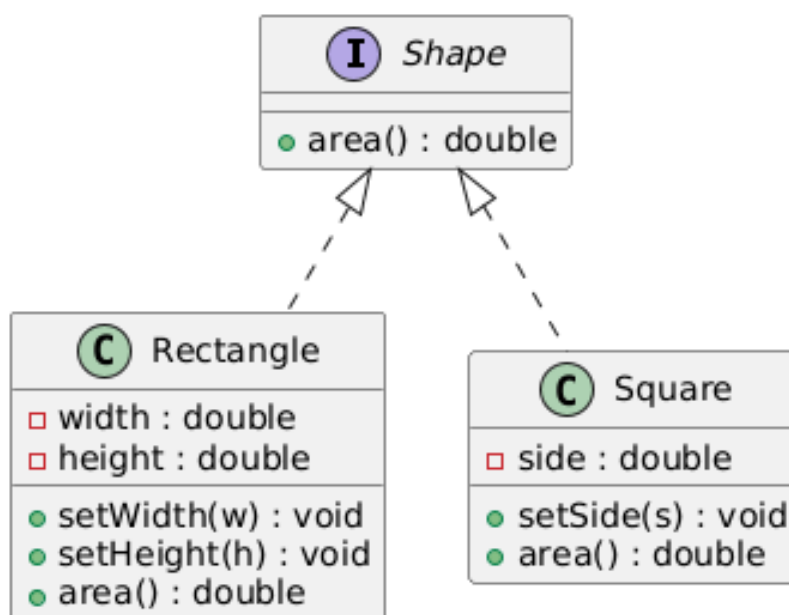 I Shape
+ area() : double
C Rectangle
width : double
height : double
setWidth(w) : void
setHeight(h) : void
area() : double
C Square
side : double
setSide(s) : void
area() : double